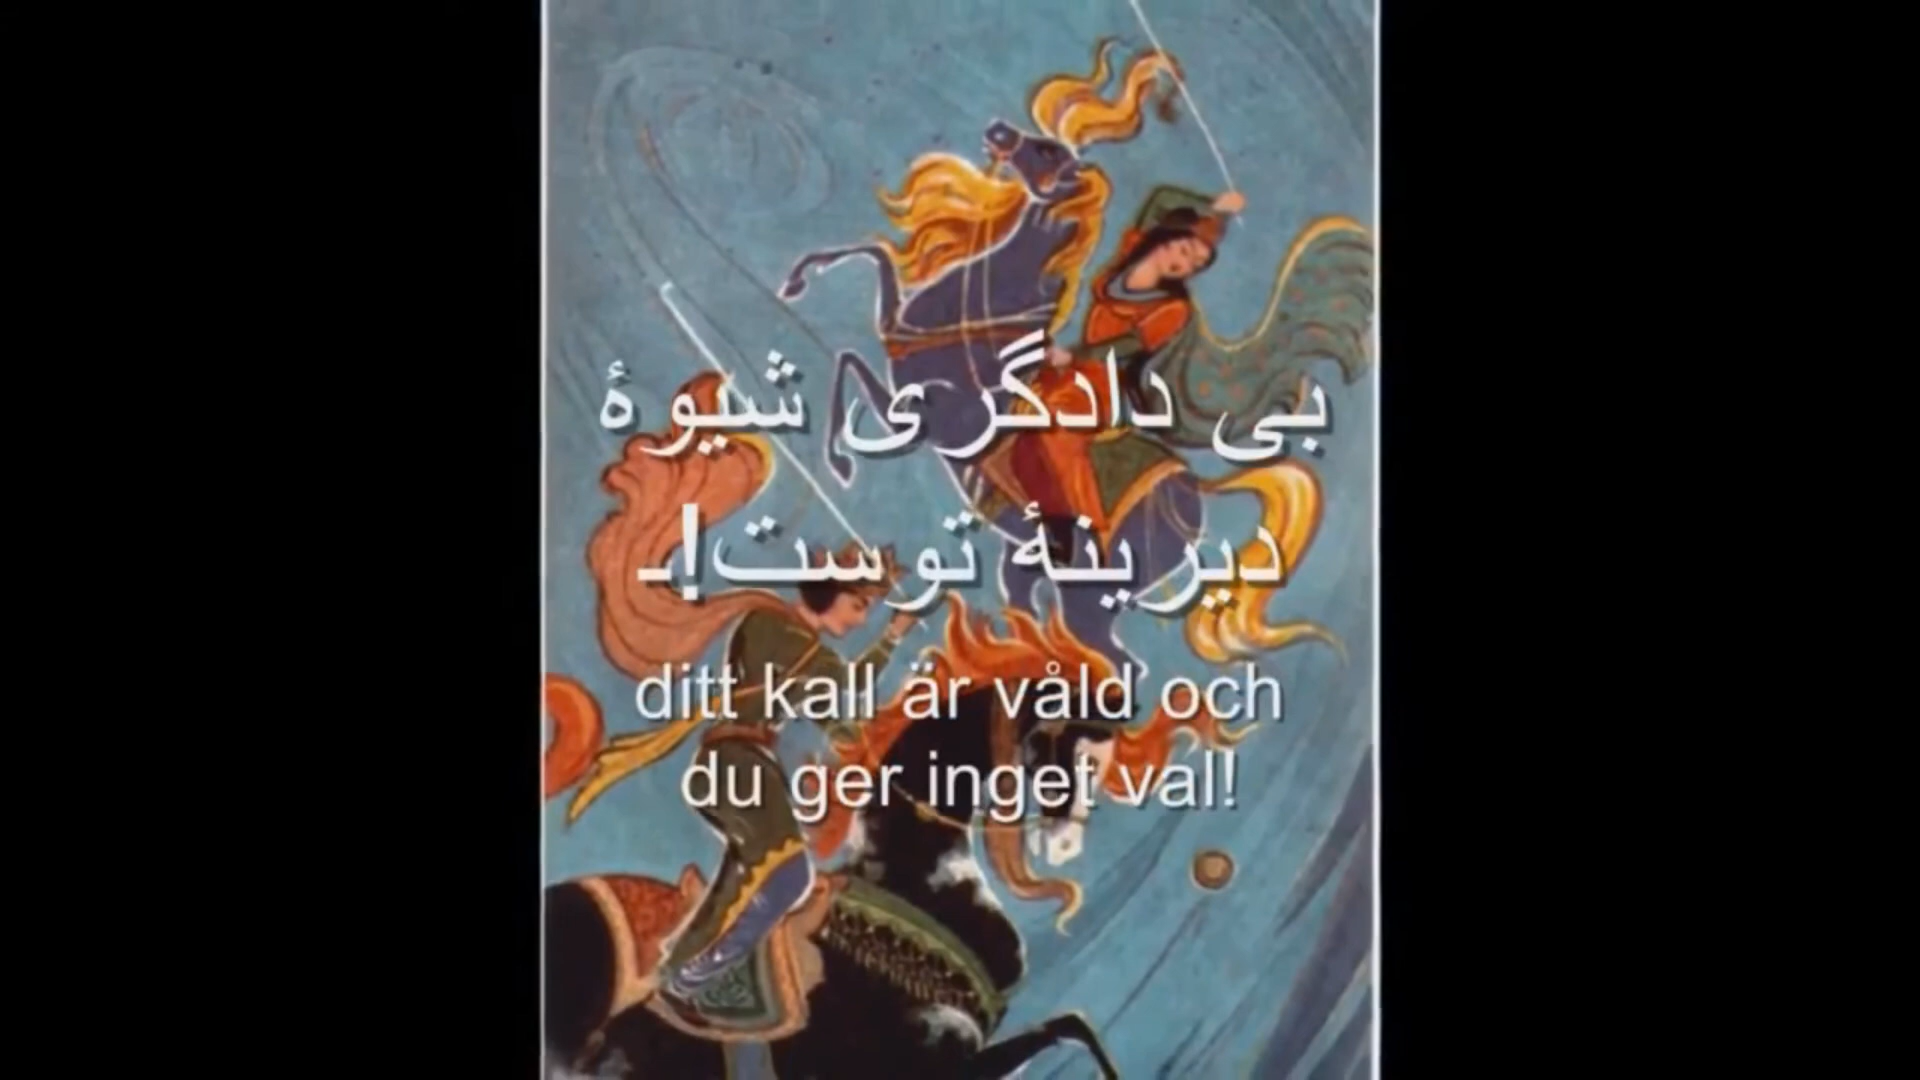 بی دادگری شیوهٔ
دیرینهٔ توست!ـ
ditt kall är våld och
du ger inget val!